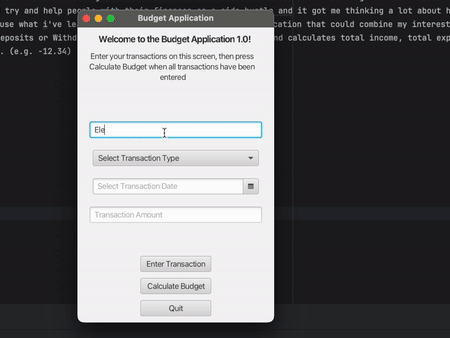 try and help people with their finances as a side hustle and it got me thinking a lot about h
Budget Application
use what i've le
cation that could combine my interest
Welcome to the Budget Application 1.0!
eposits or Withd
nd calculates total income, total exp
. (e.g. -12.34)
Enter your transactions on this screen, then press
Calculate Budget when all transactions have been
entered
Ele
Select Transaction Type
Select Transaction Date
Transaction Amount
Enter Transaction
Calculate Budget
Quit